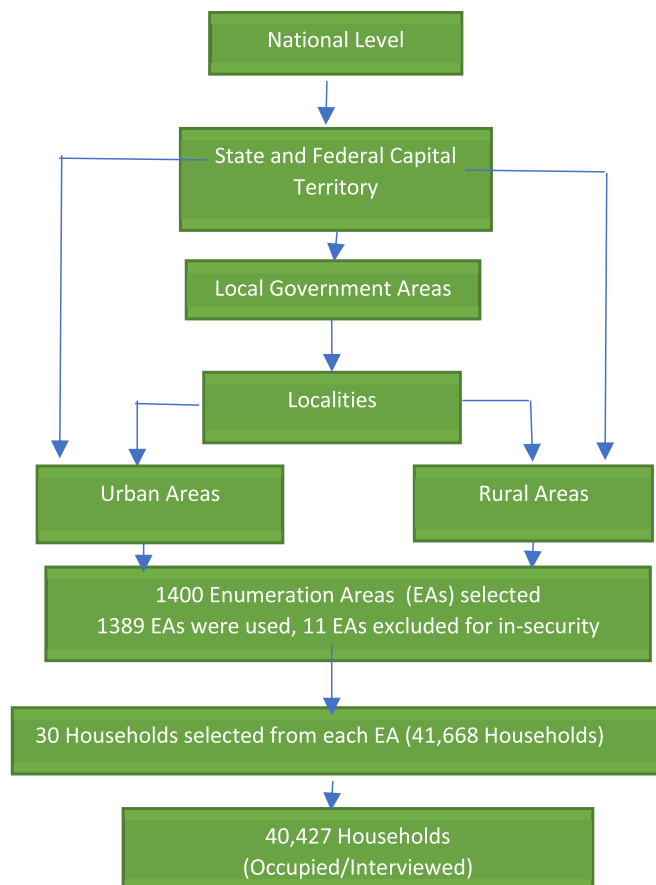 National Level
State and Federal Capital
Territory
Local Government Areas
Localities
Urban Areas
Rural Areas
1400 Enumeration Areas (EAs) selected
1389 EAs were used, 11 EAs excluded for in-security
30 Households selected from each EA (41,668 Households)
40,427 Households
(Occupied/Interviewed)